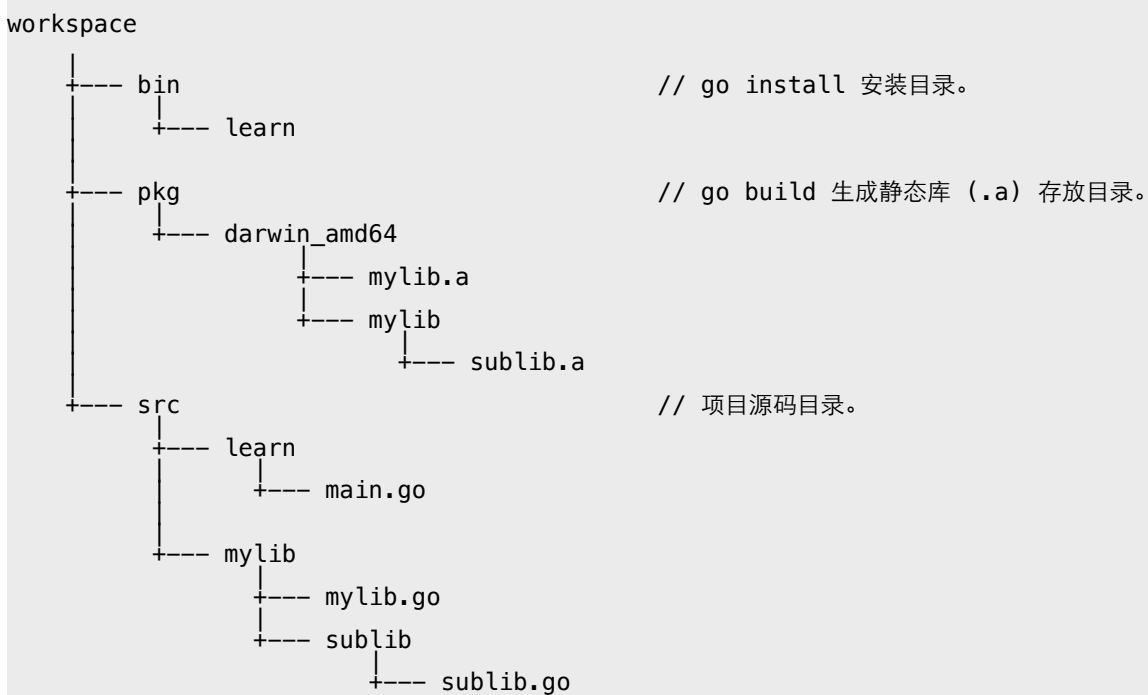 workspace
+--- bin // go install 安装目录。
+--- learn
+--- pkg // go build 生成静态库 (.a) 存放目录。
+--- darwin_amd64
+--- mylib.a
+--- mylib
+--- sublib.a
+--- src // 项目源码目录。
+--- learn
+--- main.go
+--- mylib
+--- mylib.go
+--- sublib
+--- sublib.go